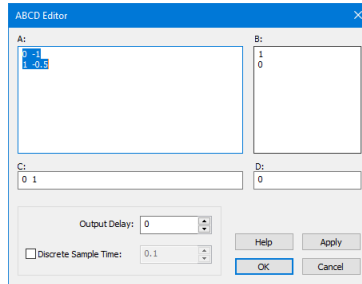 ABCD Editor
A:
B:
0 -1
1 -0.5
1
0
C:
D:
0 1
0
Output Delay: 0
Discrete Sample Time: 0.1
Help Apply
OK Cancel